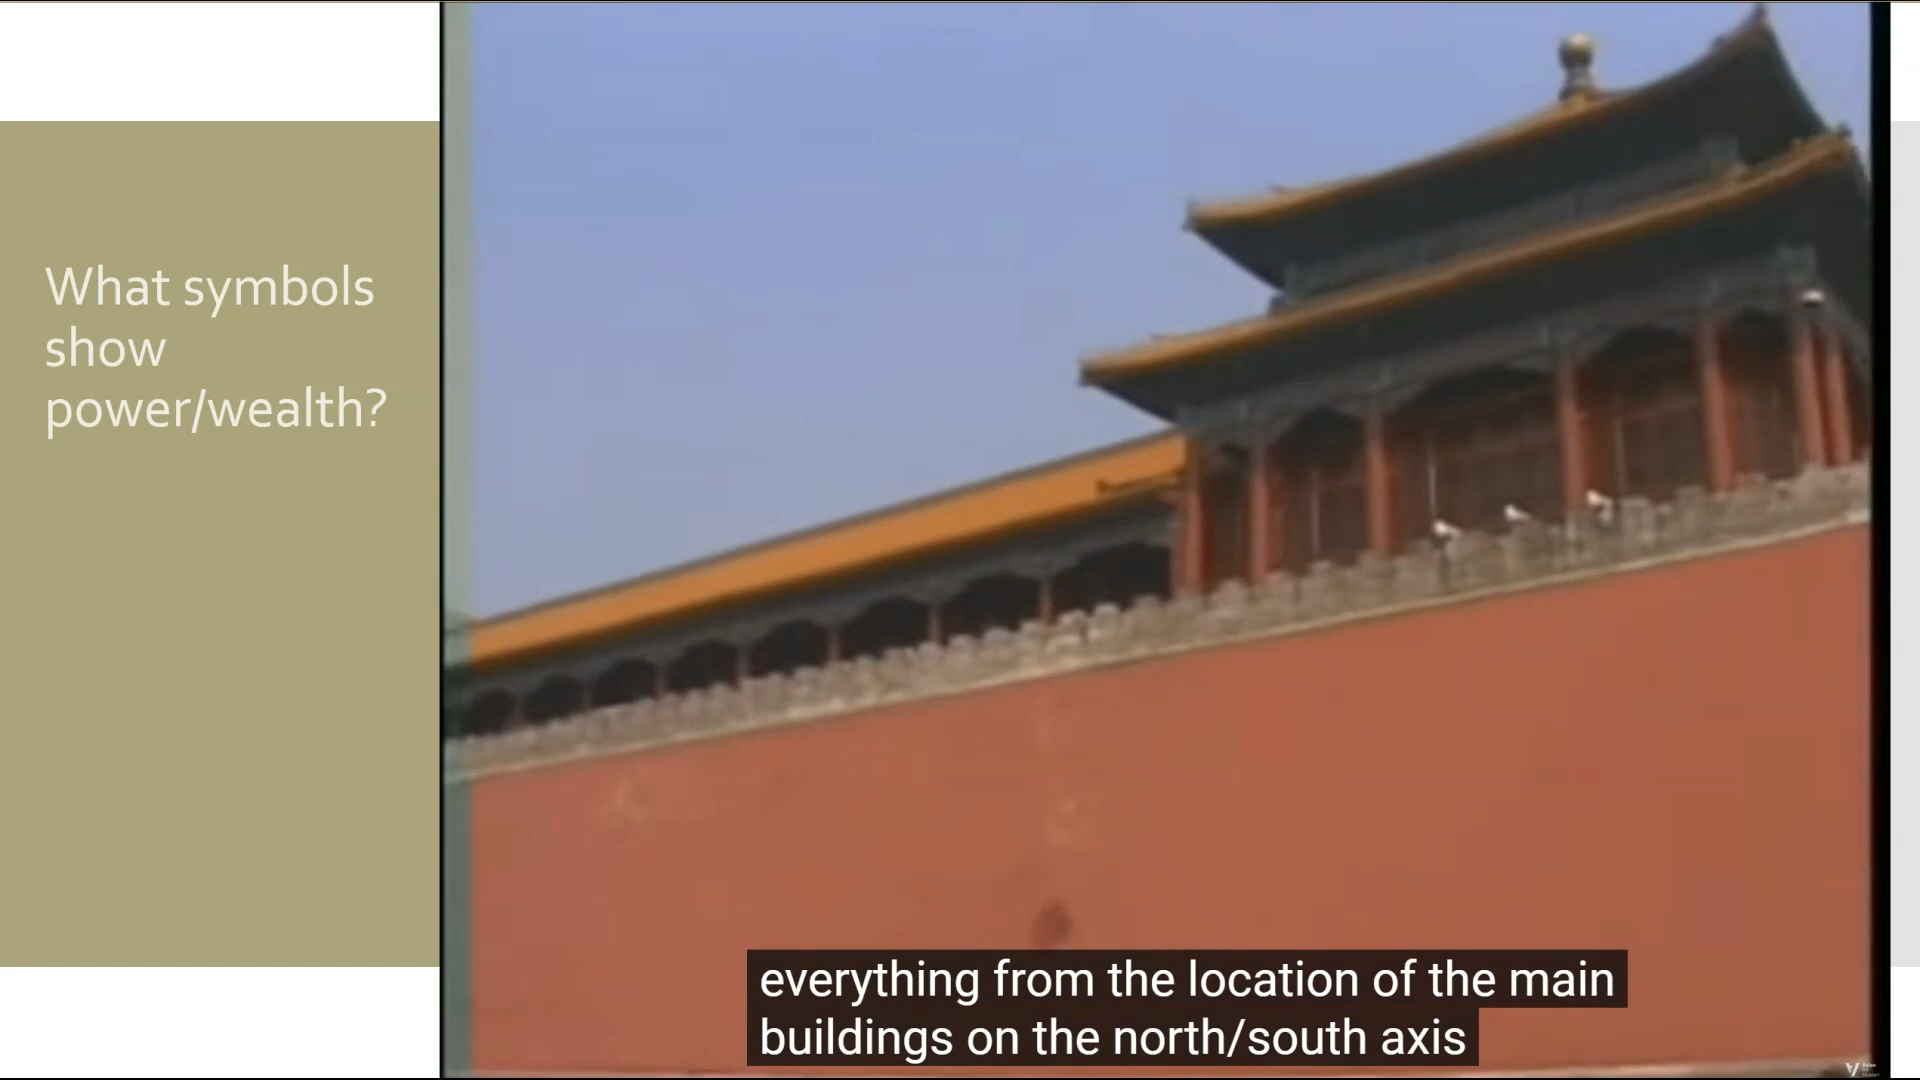 What symbols
show
power/wealth?
everything from the location of the main
buildings on the north/south axis